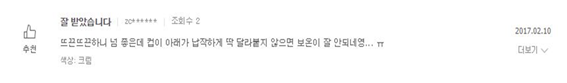 잘 받았습니다 zc****** 조회수 2
2017.02.10
추천
뜨끈뜨끈하니 넘 좋은데 컵이 아래가 납작하게 딱 달라붙지 않으면 보온이 잘 안되네영... ㅠ
더보기
색상: 크림